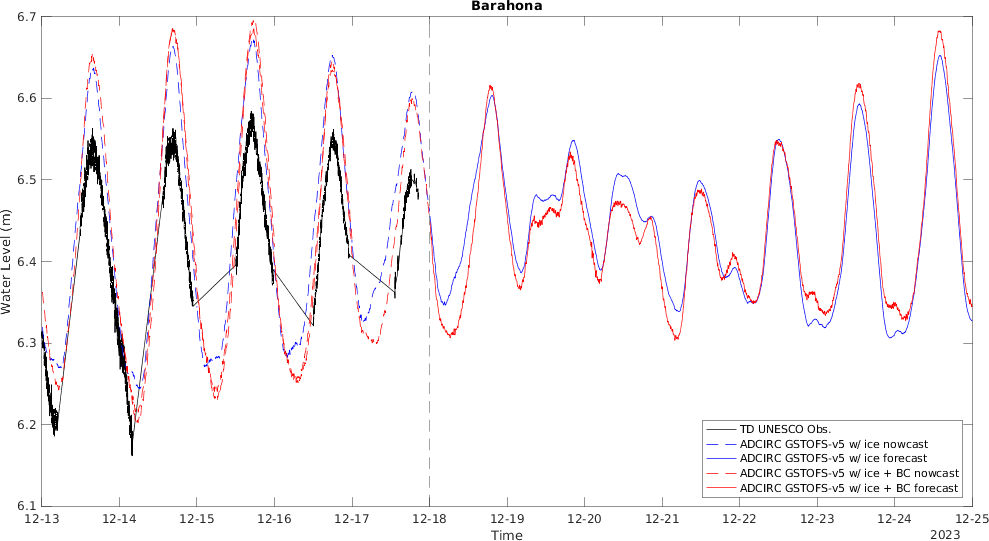 Barahona
6.7
6.6
6.5
6.4
6.3
6.2
6.1
Water Level (m)
TD UNESCO Obs.
ADCIRC GSTOFS-v5 w/ ice nowcast
ADCIRC GSTOFS-v5 w/ ice forecast
ADCIRC GSTOFS-v5 w/ ice + BC nowcast
ADCIRC GSTOFS-v5 w/ ice + BC forecast
12-13 12-14 12-15 12-16 12-17 12-18 12-19 12-20 12-21 12-22 12-23 12-24 12-25
Time
2023